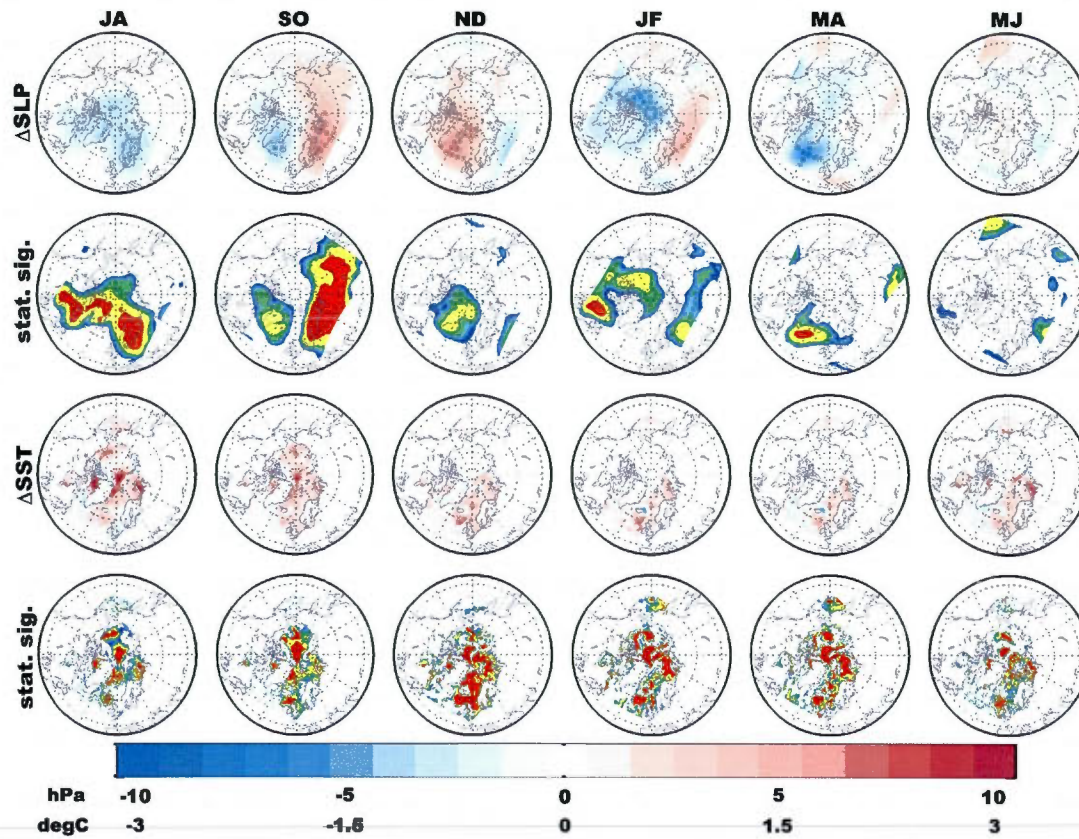 JA SO ND JF MA MJ
ΔSLP
stat. sig.
ΔSST
stat. sig.
hPa -10 -5 0 5 10
degC -3 -1.5 0 1.5 3